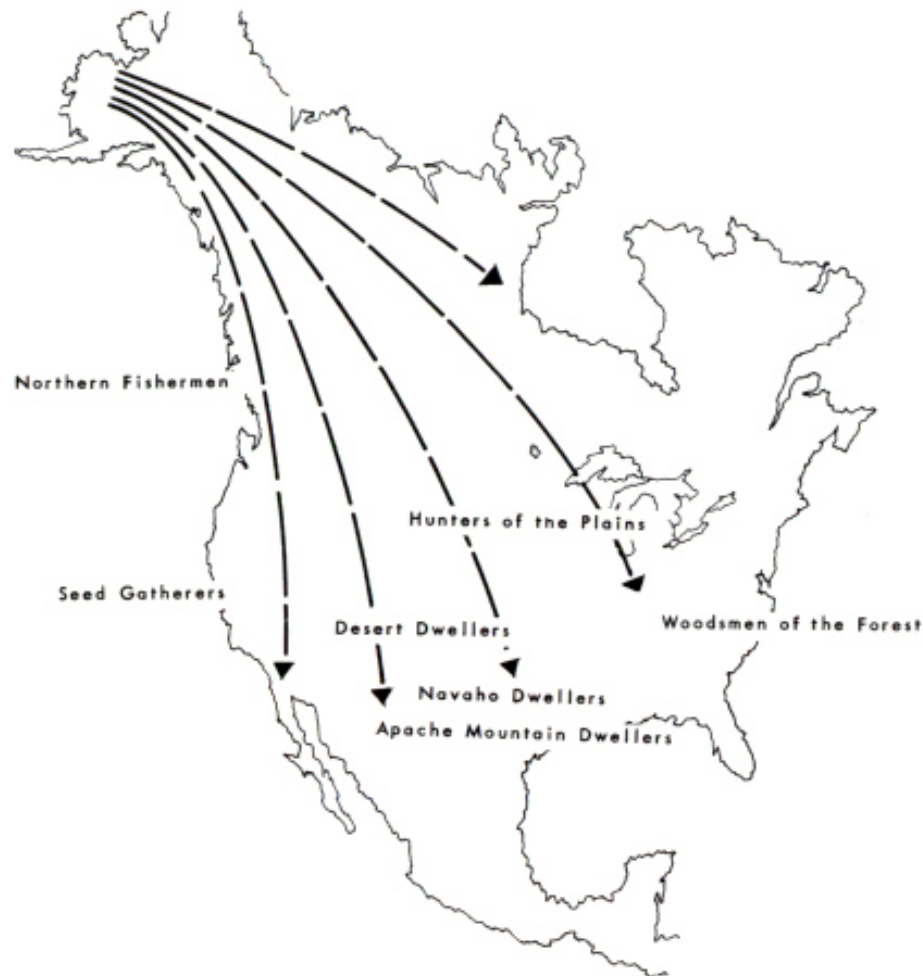 Northern Fishermen
Hunters of the Plains
Seed Gatherers
Desert Dwellers
Woodsmen of the Forest
Navaho Dwellers
Apache Mountain Dwellers